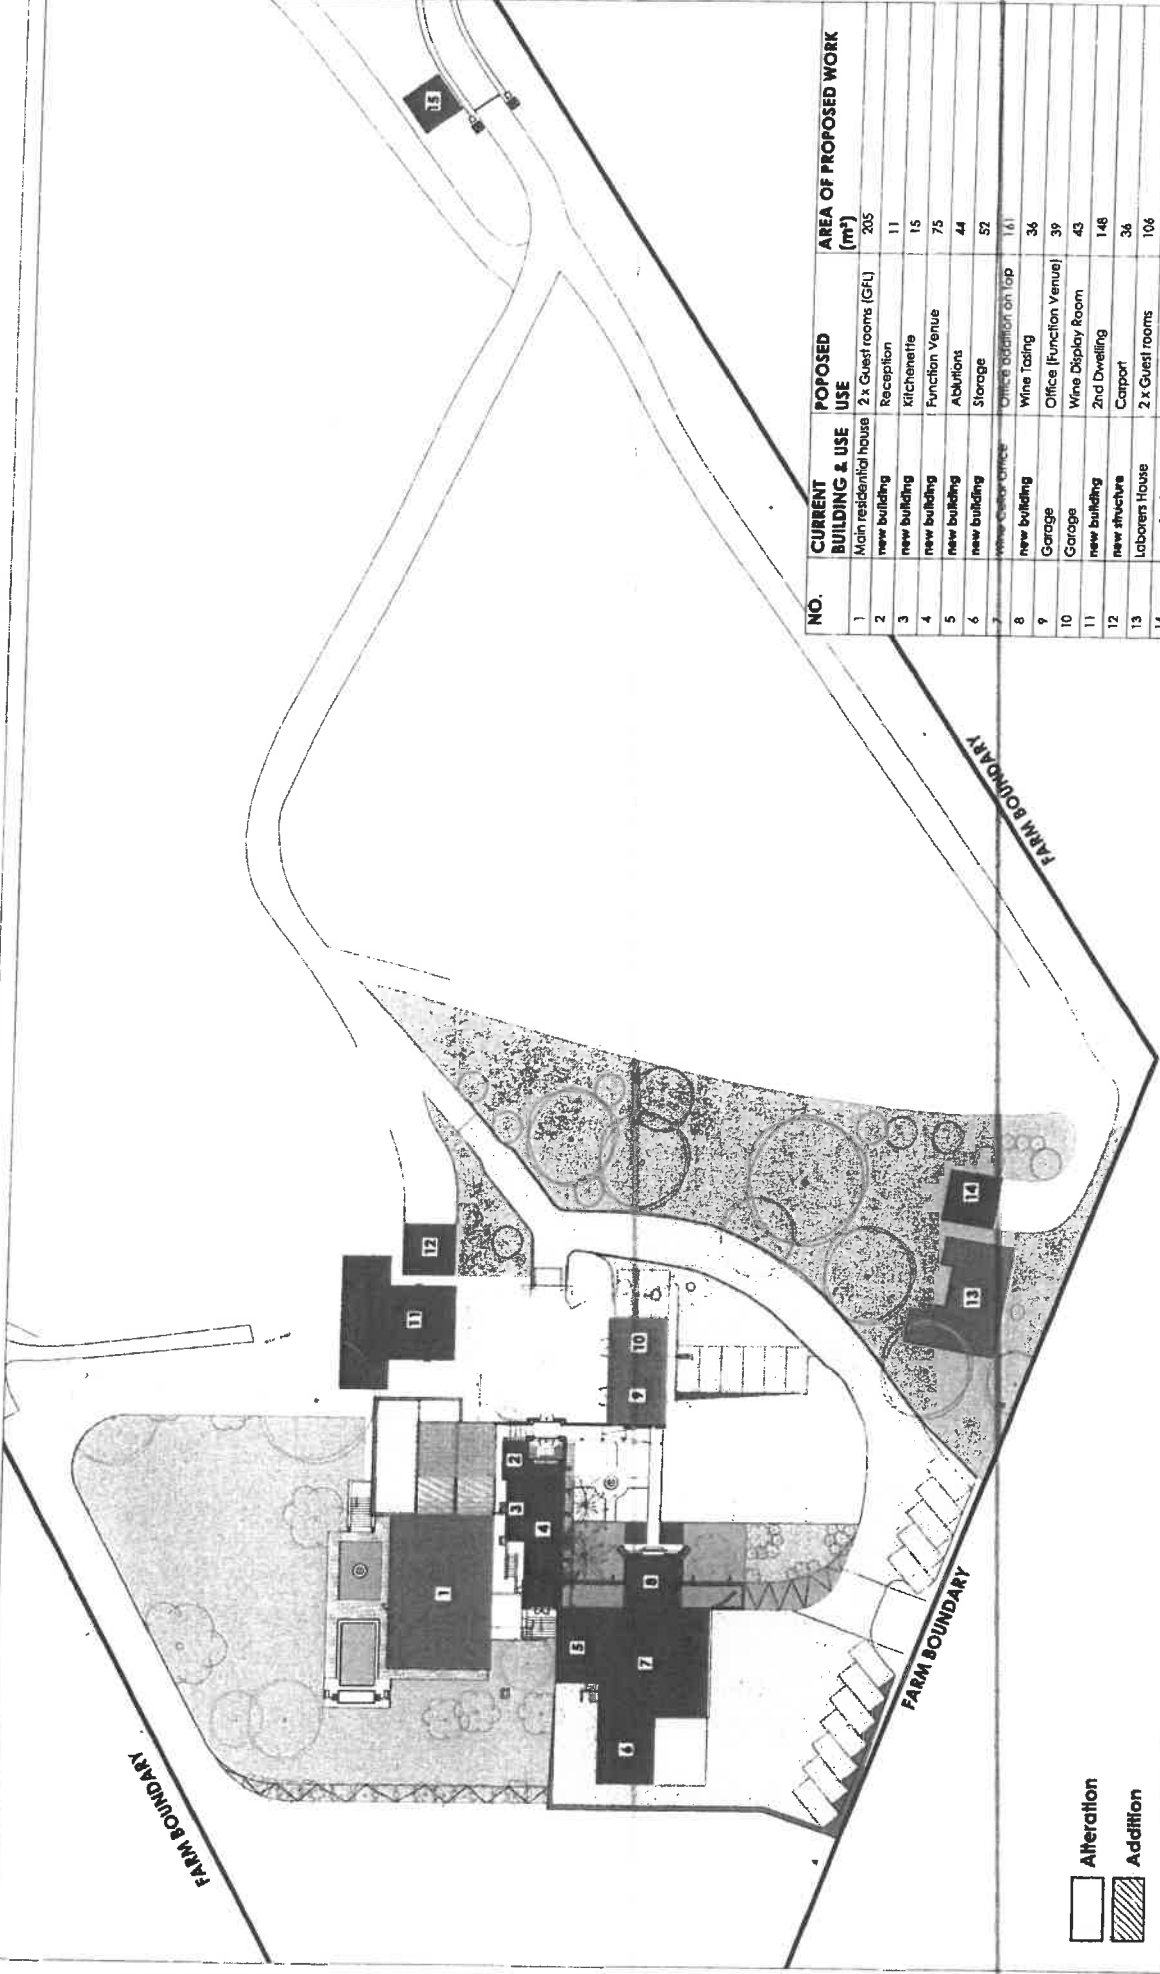 FARM BOUNDARY
15
12
11
10
9
2
3
4
1
5
8
7
6
14
13
FARM BOUNDARY
FARM BOUNDARY
Alteration
Addition
NO. CURRENT BUILDING & USE POPOSED USE AREA OF PROPOSED WORK (m²)
1 Main residential house 2 x Guest rooms (GFL) 205
2 new building Reception 11
3 new building Kitchenette 15
4 new building Function Venue 75
5 new building Ablutions 44
6 new building Storage 52
7 Wine Cellar Office Office addition on top 161
8 new building Wine Tasing 36
9 Garage Office (Function Venue) 39
10 Garage Wine Display Room 43
11 new building 2nd Dwelling 148
12 new structure Carport 36
13 Laborers House 2 x Guest rooms 106
14